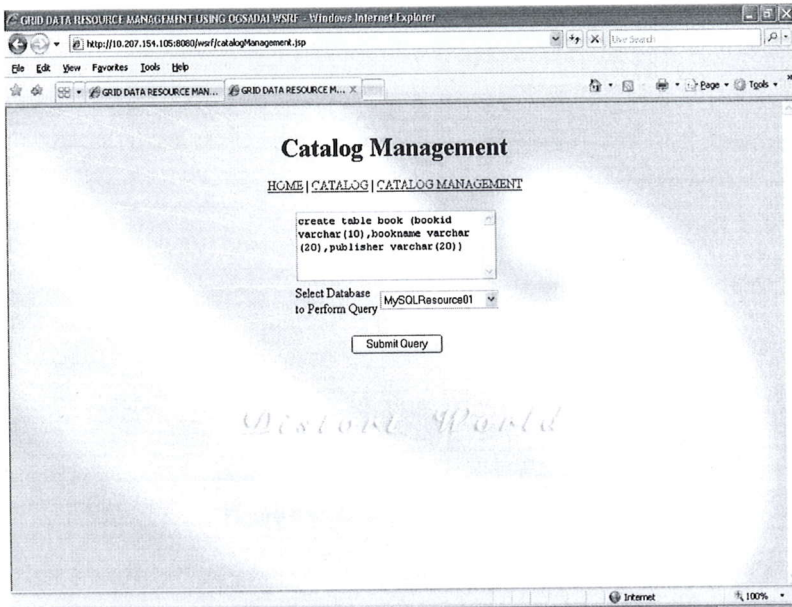 GRID DATA RESOURCE MANAGEMENT USING OGSADAI WSRF - Windows Internet Explorer
http://10.207.154.105:8080/wsrf/catalogManagement.jsp
Live Search
File Edit View Favorites Tools Help
GRID DATA RESOURCE MAN... GRID DATA RESOURCE M...
Page Tools
Catalog Management
HOME | CATALOG | CATALOG MANAGEMENT
create table book (bookid
varchar(10),bookname varchar
(20),publisher varchar(20))
Select Database
to Perform Query
MySQLResource01
Submit Query
Distort World
Internet 100%